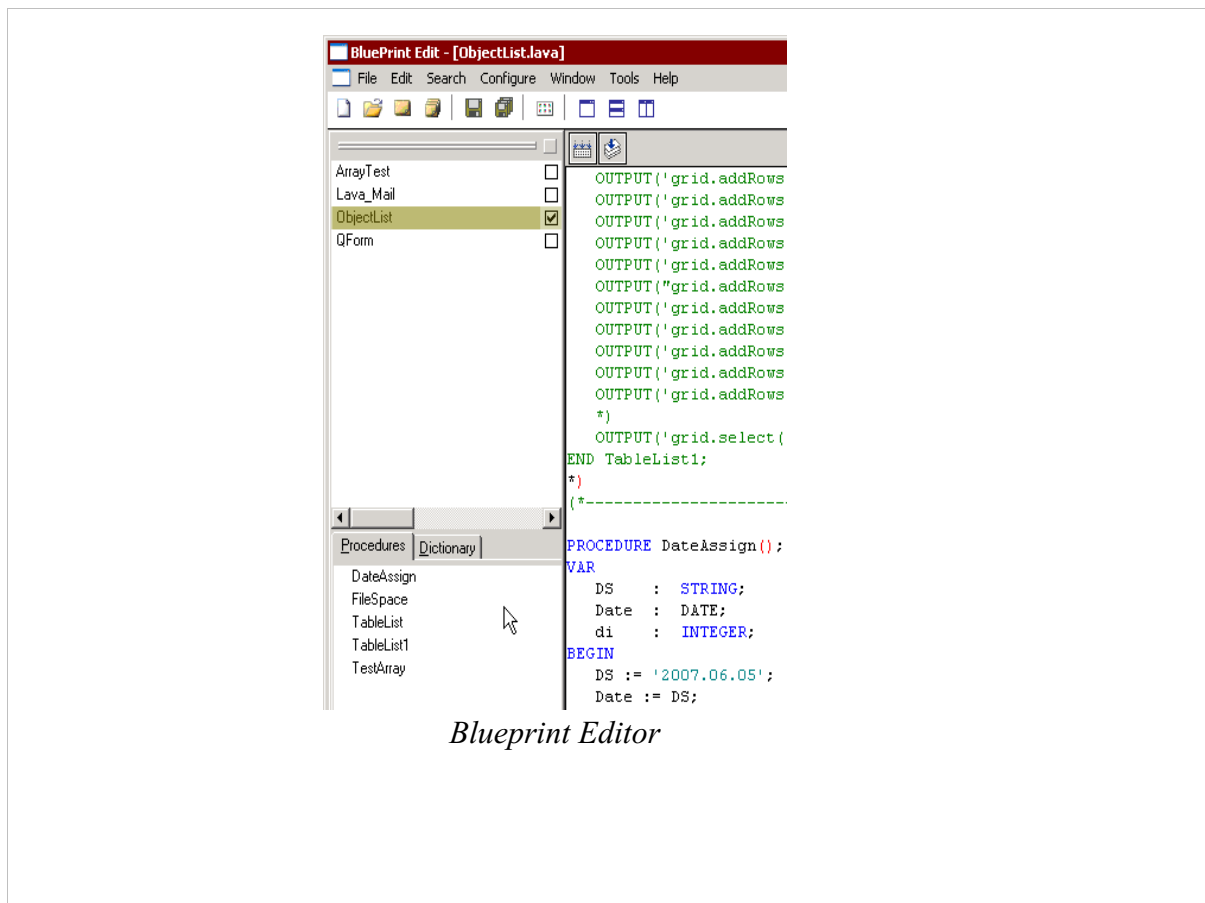 BluePrint Edit - [ObjectList.lava]
File Edit Search Configure Window Tools Help
ArrayTest
Lava_Mail
ObjectList
QForm
Procedures Dictionary
DateAssign
FileSpace
TableList
TableList1
TestArray
OUTPUT('grid.addRows
OUTPUT('grid.addRows
OUTPUT('grid.addRows
OUTPUT('grid.addRows
OUTPUT('grid.addRows
OUTPUT("grid.addRows
OUTPUT('grid.addRows
OUTPUT('grid.addRows
OUTPUT('grid.addRows
OUTPUT('grid.addRows
OUTPUT('grid.addRows
*)
OUTPUT('grid.select(
END TableList1;
*)
(*-----------------------
PROCEDURE DateAssign();
VAR
DS : STRING;
Date : DATE;
di : INTEGER;
BEGIN
DS := '2007.06.05';
Date := DS;
Blueprint Editor